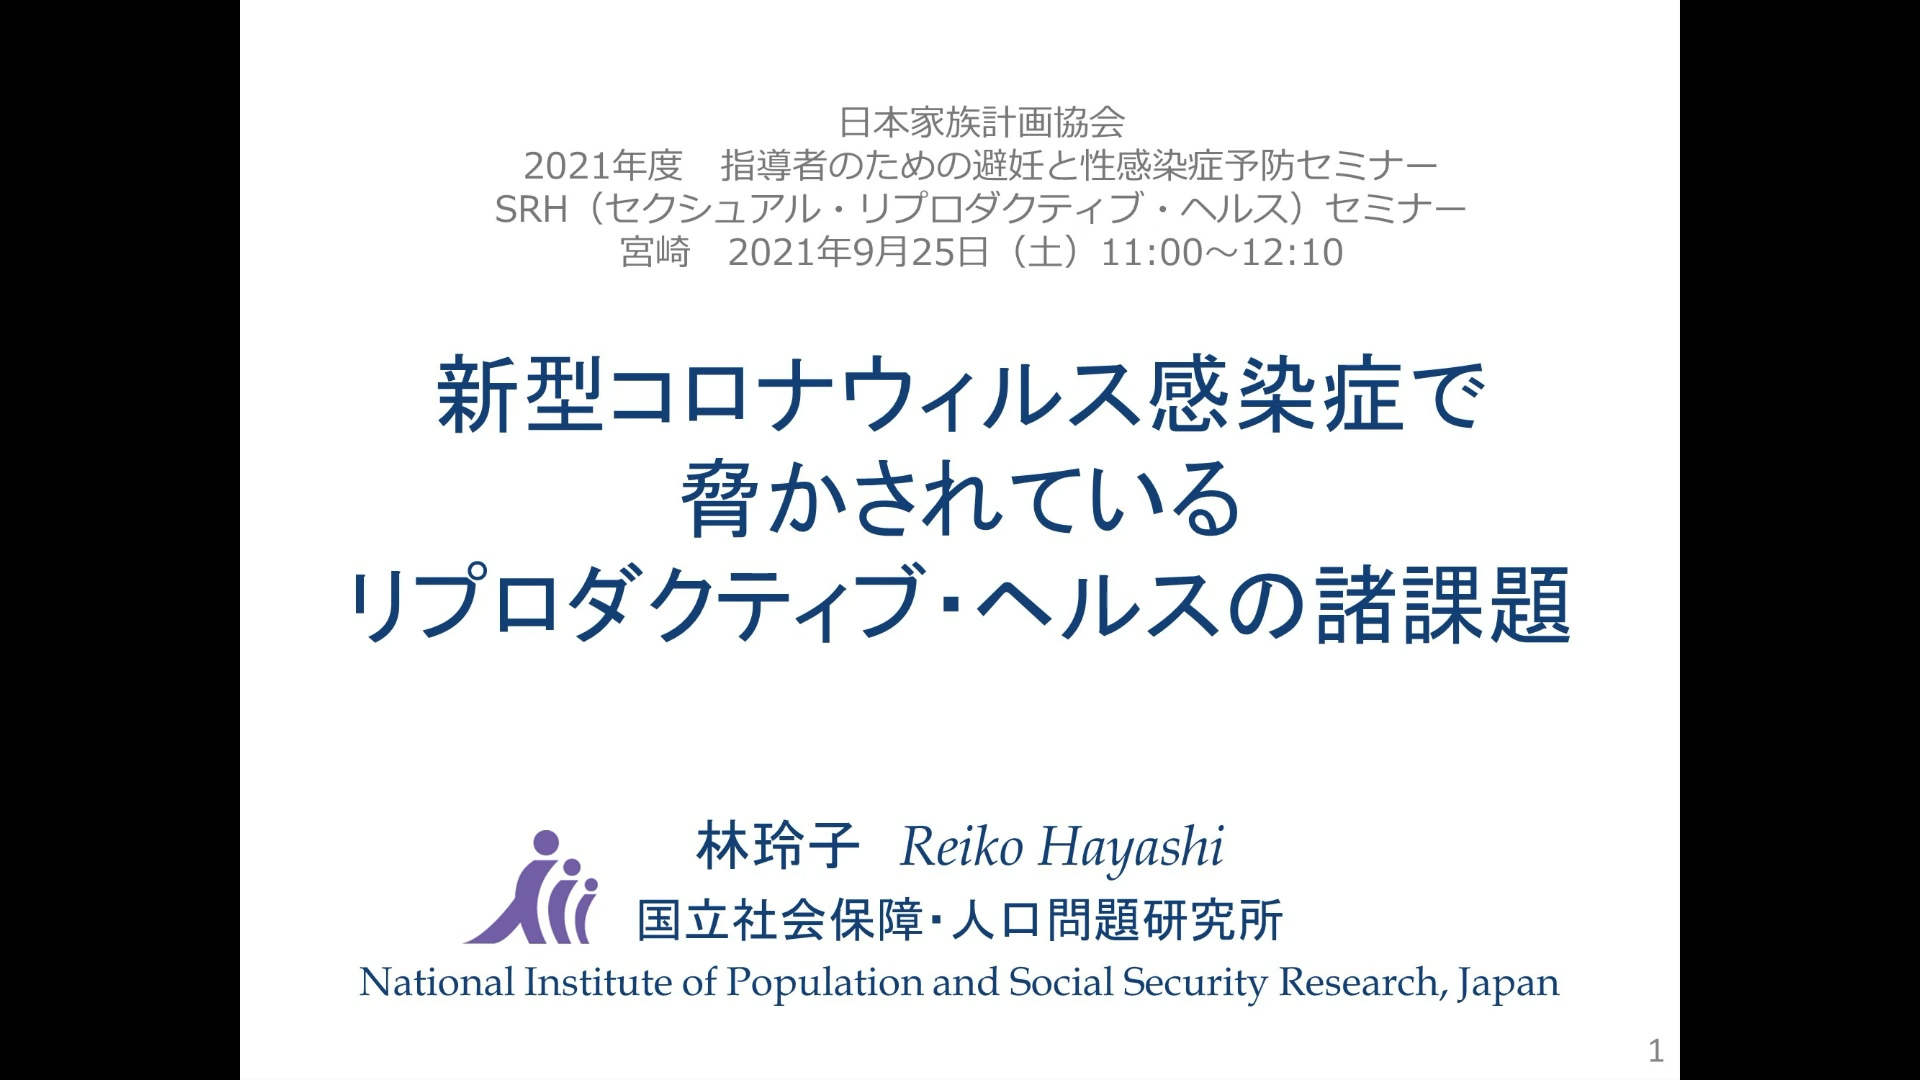 日本家族計画協会
2021年度　指導者のための避妊と性感染症予防セミナー
SRH（セクシュアル・リプロダクティブ・ヘルス）セミナー
宮崎　2021年9月25日（土）11:00～12:10
新型コロナウィルス感染症で
脅かされている
リプロダクティブ・ヘルスの諸課題
林玲子　Reiko Hayashi
国立社会保障・人口問題研究所
National Institute of Population and Social Security Research, Japan
1